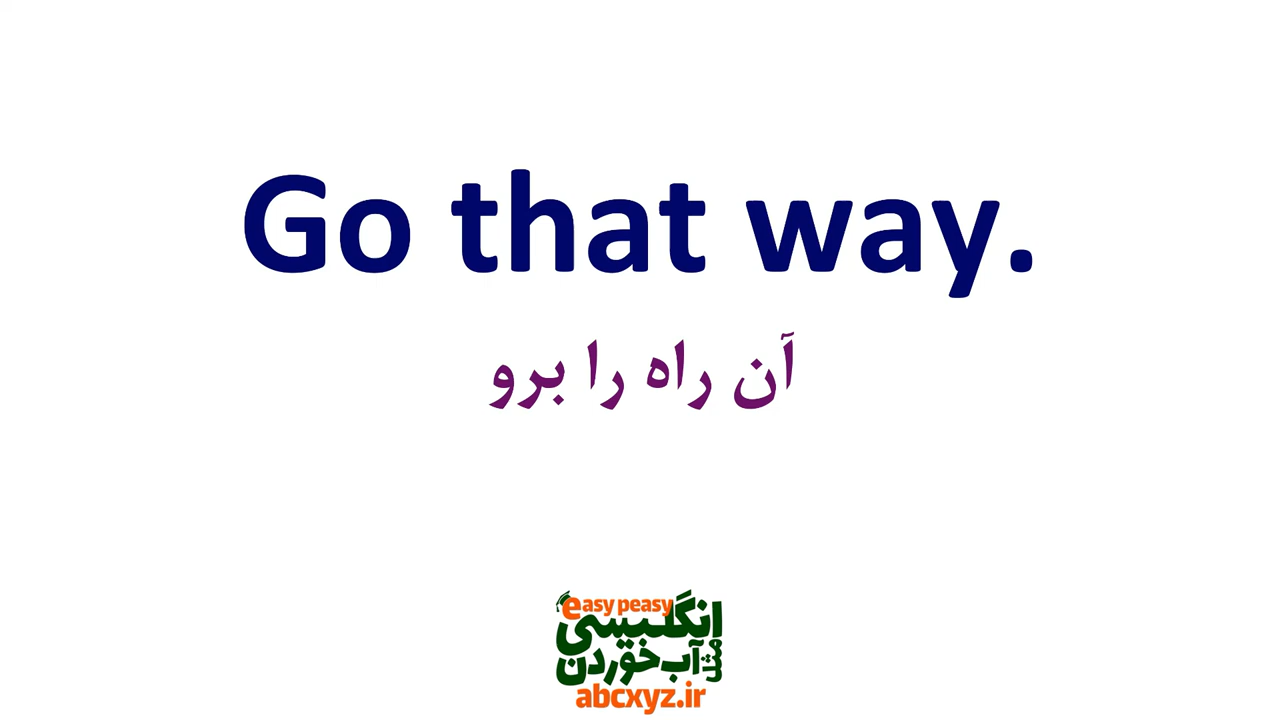 Go that way.
آن راه را برو
easy peasy
انگلیسی
مثل آب خوردن
abcxyz.ir